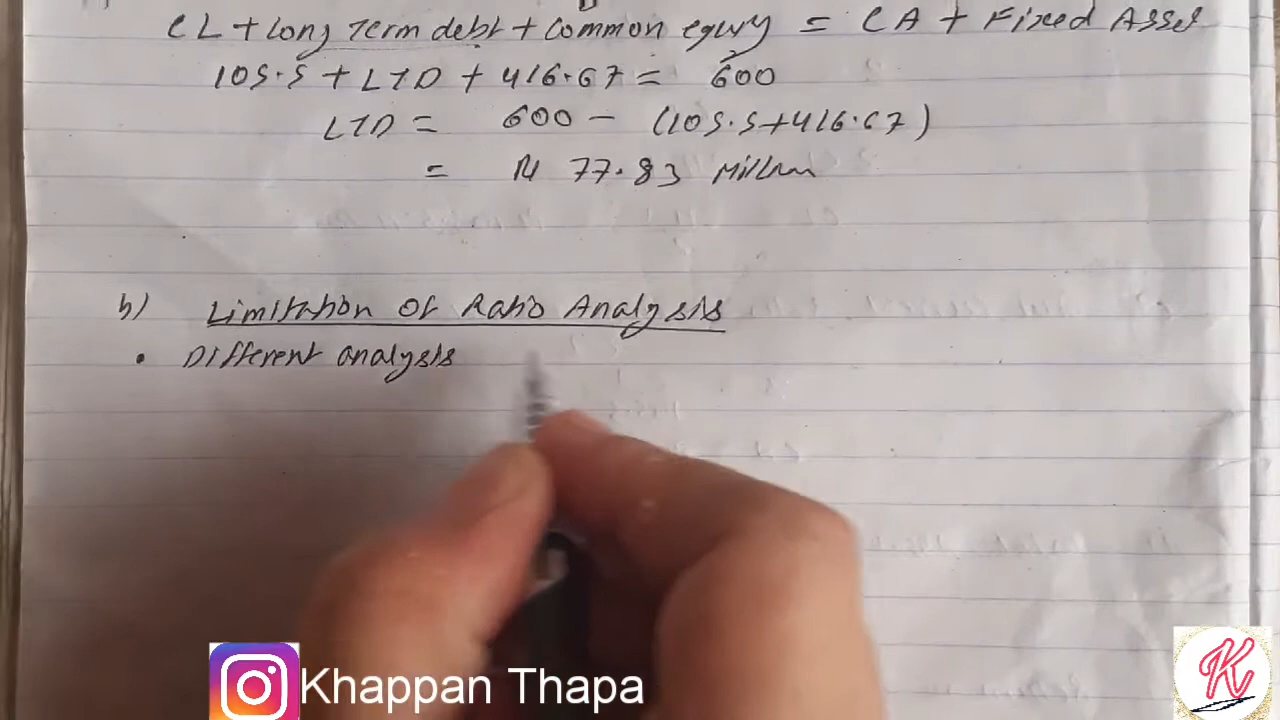 CL + Long Term debt + Common equity = CA + Fixed Asset
105.5 + LTD + 416.67 = 600
LTD = 600 - (105.5+416.67)
= Rs 77.83 Million
b) Limitation Of Ratio Analysis
• Different analysis
Khappan Thapa
K